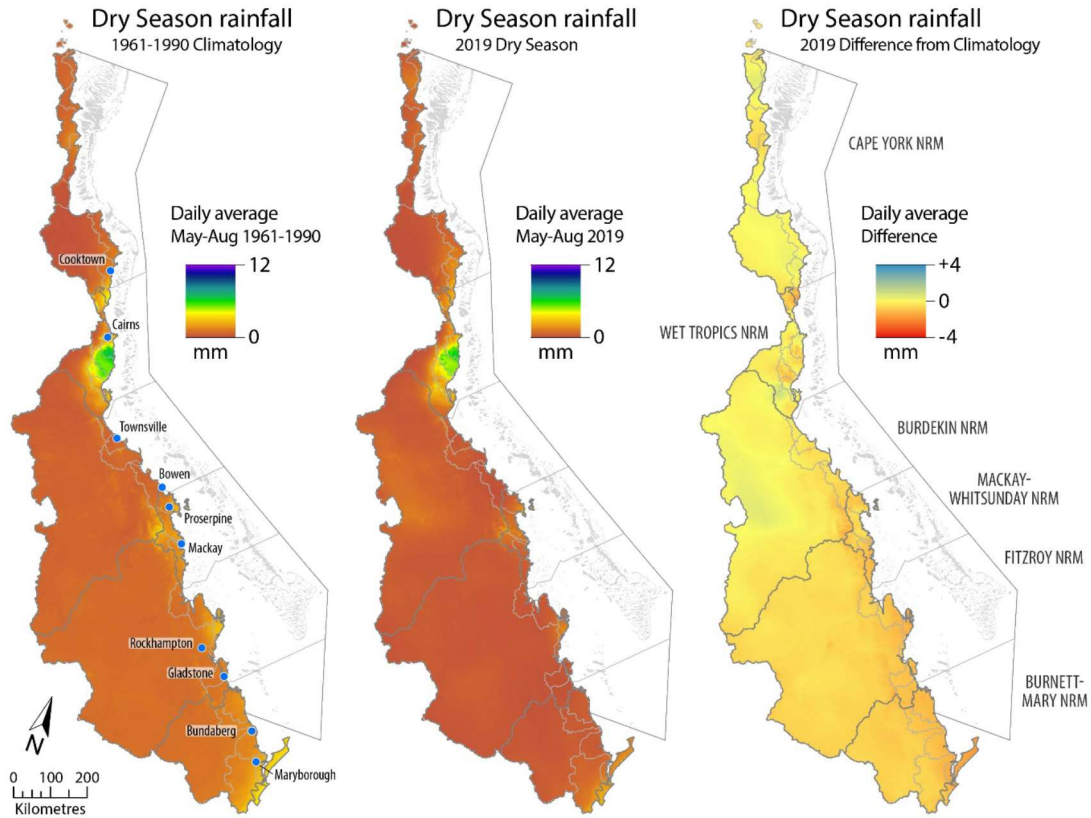 Dry Season rainfall
1961-1990 Climatology
Daily average
May-Aug 1961-1990
12
0
mm
Cooktown
Cairns
Townsville
Bowen
Proserpine
Mackay
Rockhampton
Gladstone
Bundaberg
Maryborough
N
0 100 200
Kilometres
Dry Season rainfall
2019 Dry Season
Daily average
May-Aug 2019
12
0
mm
Dry Season rainfall
2019 Difference from Climatology
CAPE YORK NRM
Daily average
Difference
+4
0
-4
mm
WET TROPICS NRM
BURDEKIN NRM
MACKAY-
WHITSUNDAY NRM
FITZROY NRM
BURNETT-
MARY NRM